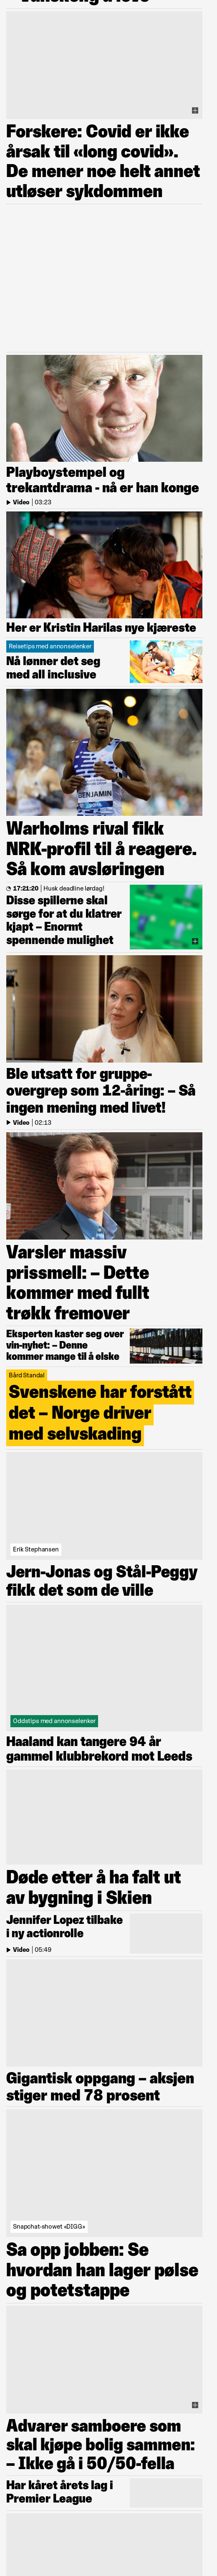 Forskere: Covid er ikke
årsak til «long covid».
De mener noe helt annet
utløser sykdommen
Playboystempel og
trekantdrama - nå er han konge
Video | 03:23
Her er Kristin Harilas nye kjæreste
Reisetips med annonselenker
Nå lønner det seg
med all inclusive
BENJAMIN
Warholms rival fikk
NRK-profil til å reagere.
Så kom avsløringen
17:21:20 | Husk deadline lørdag!
Disse spillerne skal
sørge for at du klatrer
kjapt – Enormt
spennende mulighet
Ble utsatt for gruppe-
overgrep som 12-åring: – Så
ingen mening med livet!
Video | 02:13
Varsler massiv
prissmell: – Dette
kommer med fullt
trøkk fremover
Eksperten kaster seg over
vin-nyhet: – Denne
kommer mange til å elske
Bård Standal
Svenskene har forstått
det – Norge driver
med selvskading
Erik Stephansen
Jern-Jonas og Stål-Peggy
fikk det som de ville
Oddstips med annonselenker
Haaland kan tangere 94 år
gammel klubbrekord mot Leeds
Døde etter å ha falt ut
av bygning i Skien
Jennifer Lopez tilbake
i ny actionrolle
Video | 05:49
Gigantisk oppgang – aksjen
stiger med 78 prosent
Snapchat-showet «DIGG»
Sa opp jobben: Se
hvordan han lager pølse
og potetstappe
Advarer samboere som
skal kjøpe bolig sammen:
– Ikke gå i 50/50-fella
Her kåret årets lag i
Premier League